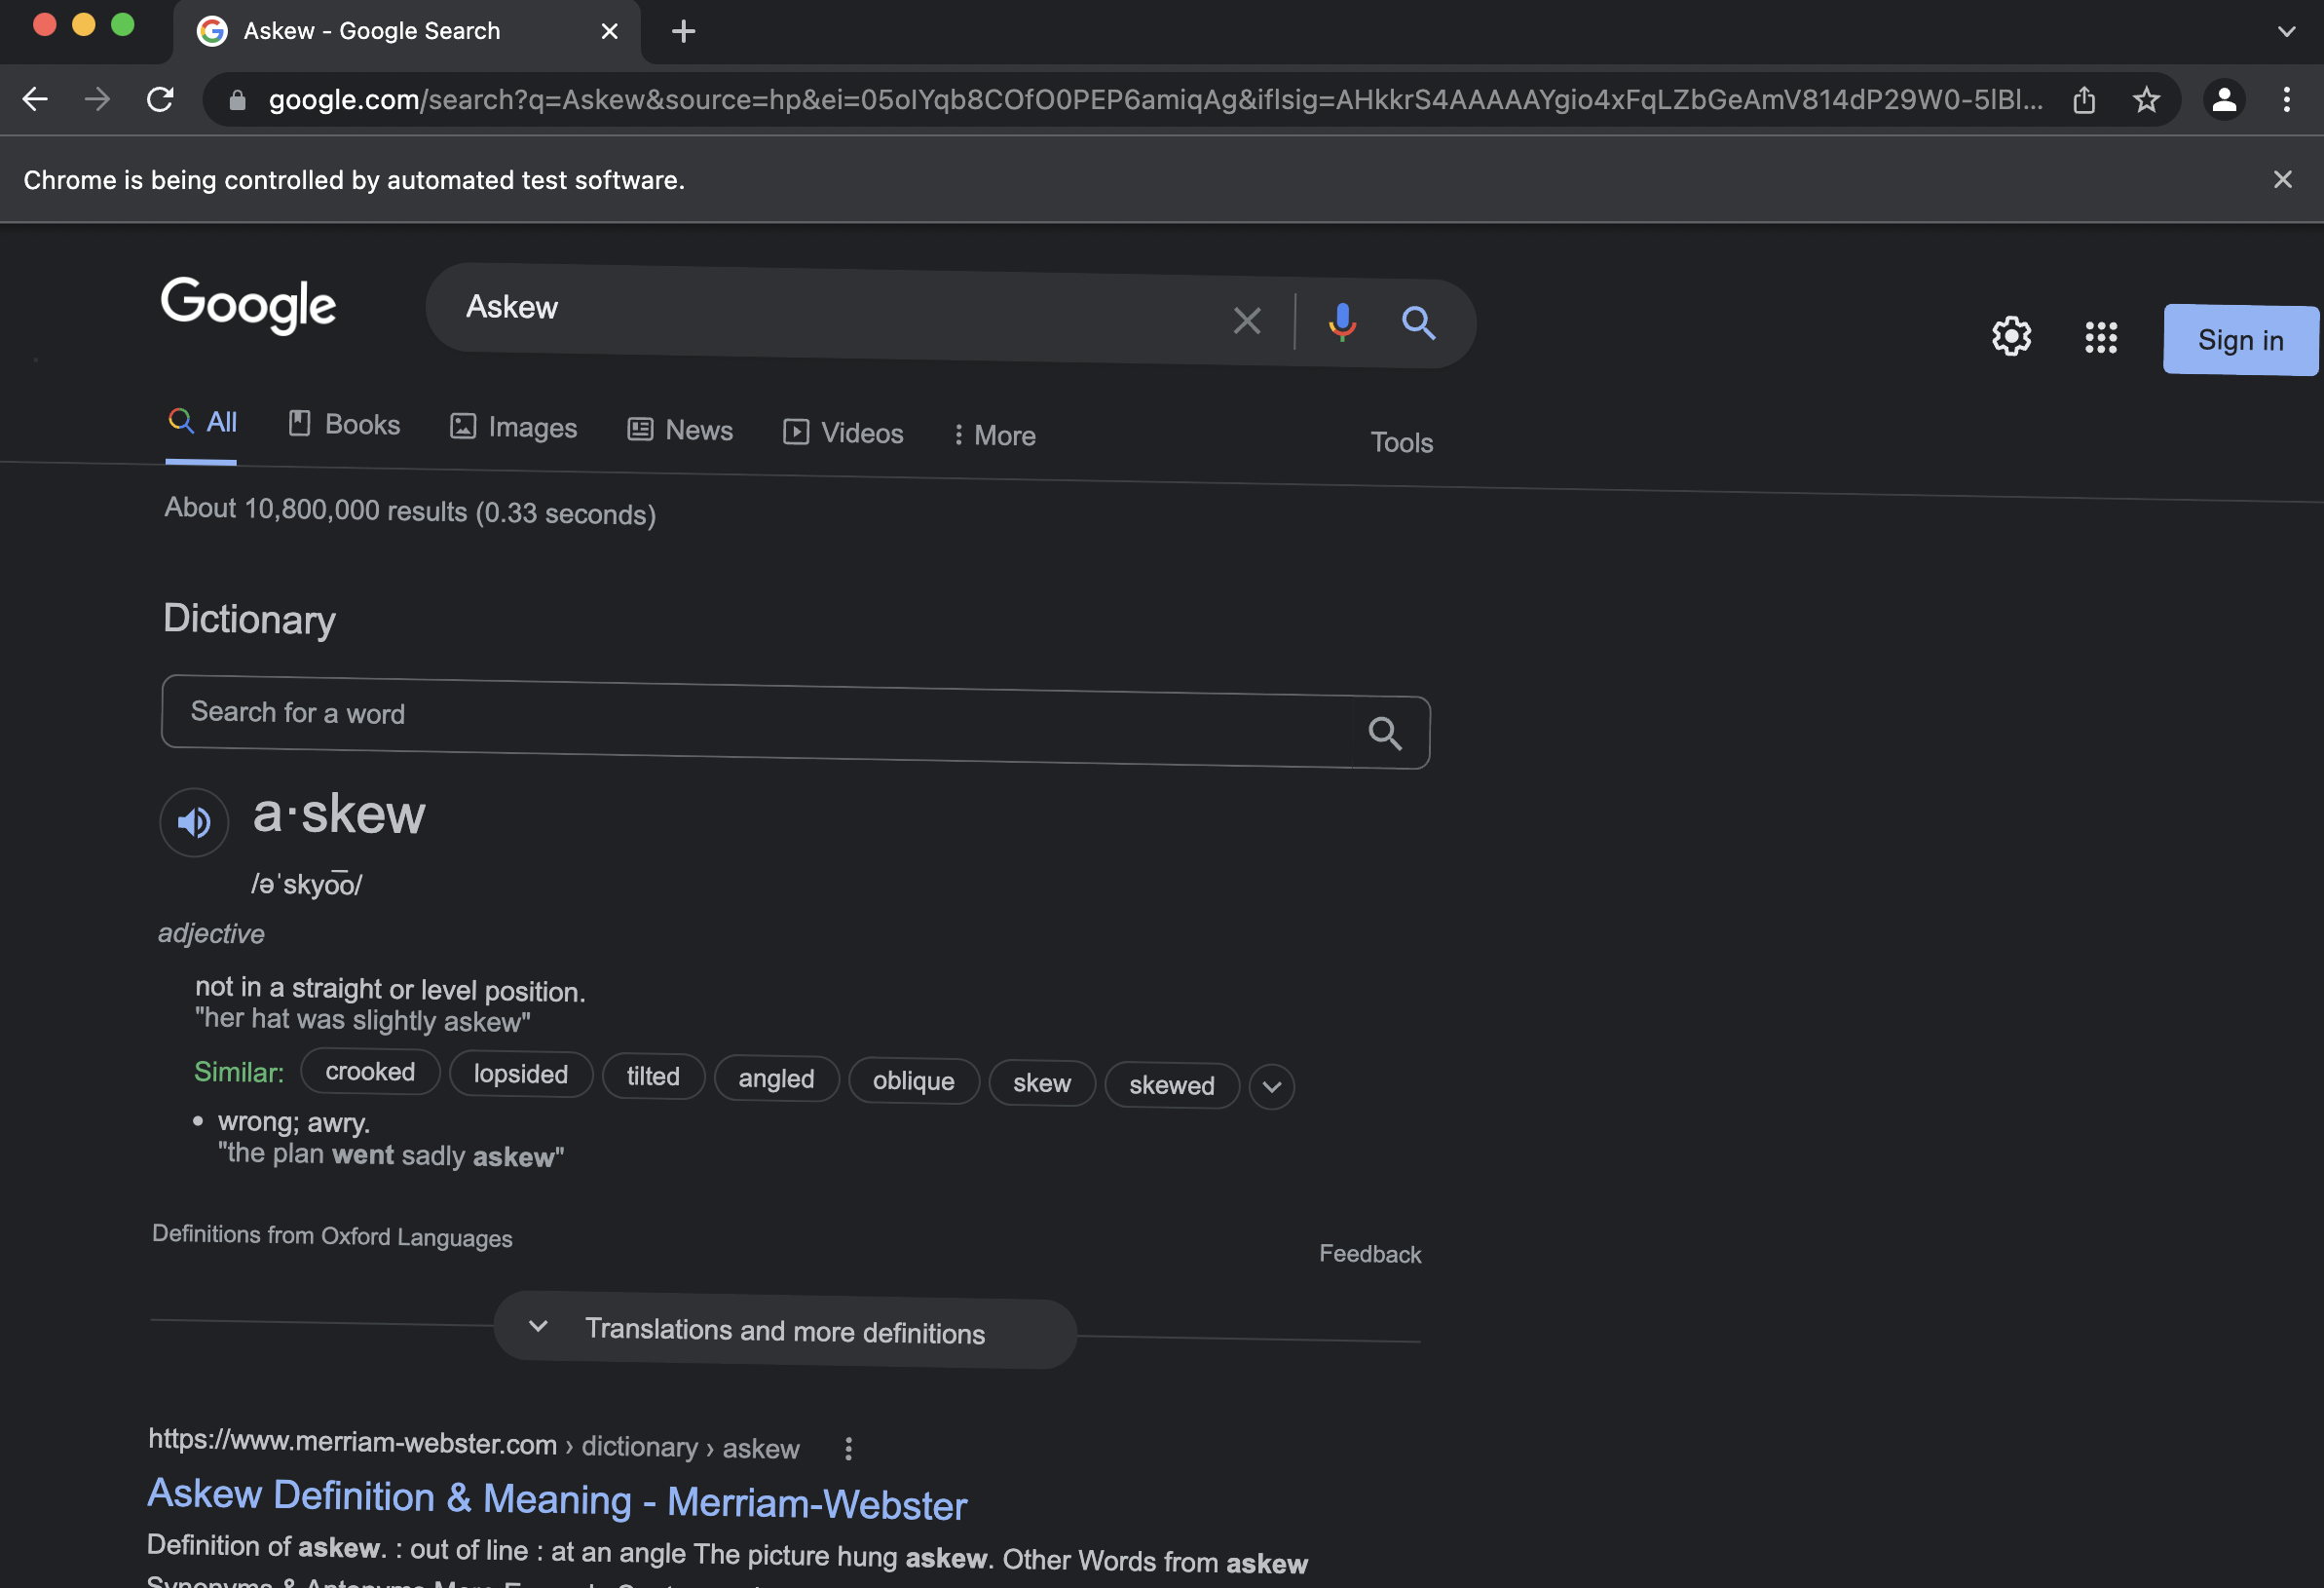 Askew - Google Search
google.com/search?q=Askew&source=hp&ei=05oIYqb8COfO0PEP6amiqAg&iflsig=AHkkrS4AAAAAYgio4xFqLZbGeAmV814dP29W0-5lBl...
Chrome is being controlled by automated test software.
Google
Askew
Sign in
All Books Images News Videos More Tools
About 10,800,000 results (0.33 seconds)
Dictionary
Search for a word
a·skew
/əˈskyo͞o/
adjective
not in a straight or level position.
"her hat was slightly askew"
Similar: crooked lopsided tilted angled oblique skew skewed
• wrong; awry.
"the plan went sadly askew"
Definitions from Oxford Languages
Feedback
Translations and more definitions
https://www.merriam-webster.com › dictionary › askew
Askew Definition & Meaning - Merriam-Webster
Definition of askew. : out of line : at an angle The picture hung askew. Other Words from askew
Synonyms & Antonyms More